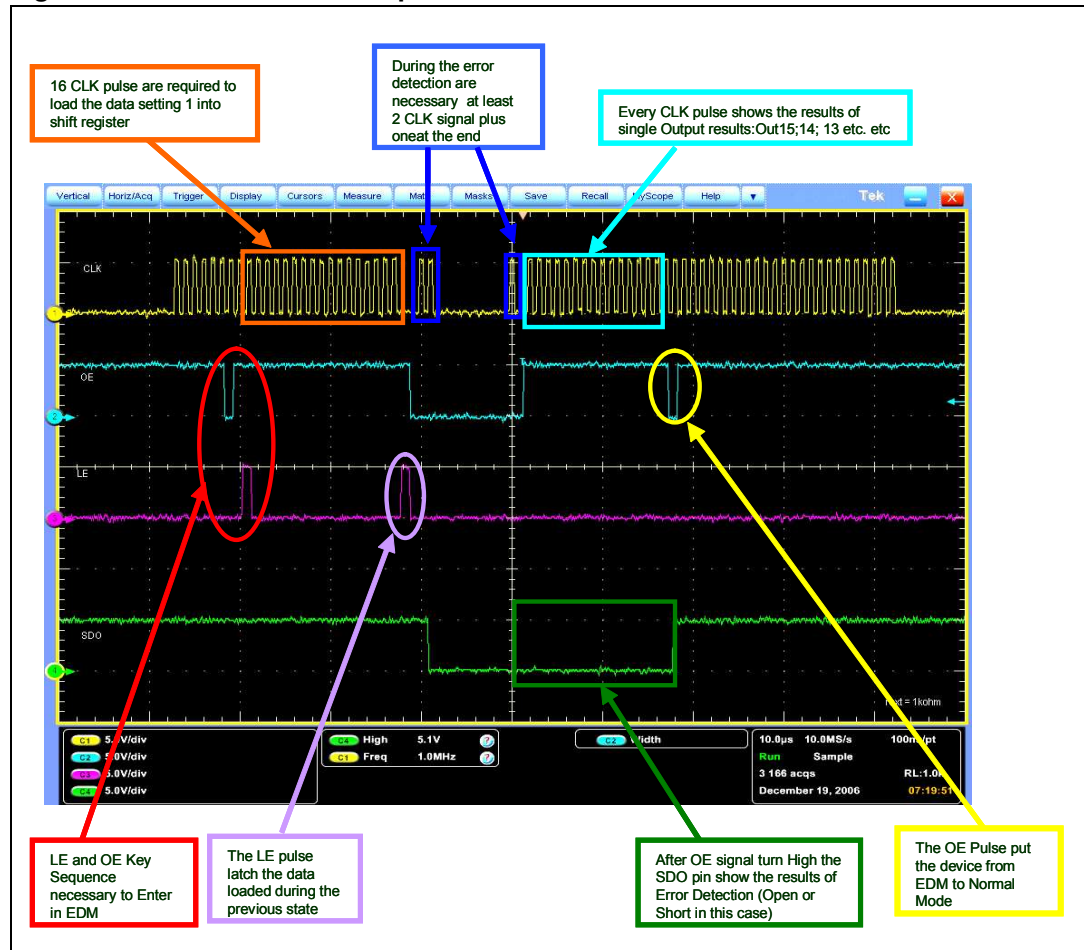 16 CLK pulse are required to
load the data setting 1 into
shift register
During the error
detection are
necessary at least
2 CLK signal plus
oneat the end
Every CLK pulse shows the results of
single Output results:Out15;14; 13 etc. etc
Vertical Horiz/Acq Trigger Display Cursors Measure Masks Save Recall MyScope Help Tek
CLK
OE
LE
SDO
= 1kohm
C1 5.0V/div
C2 5.0V/div
C3 5.0V/div
C4 5.0V/div
C4 High 5.1V
C1 Freq 1.0MHz
C2 Width
10.0µs 10.0MS/s
Run Sample
3 166 acqs
December 19, 2006 07:19:51
LE and OE Key
Sequence
necessary to Enter
in EDM
The LE pulse
latch the data
loaded during the
previous state
After OE signal turn High the
SDO pin show the results of
Error Detection (Open or
Short in this case)
The OE Pulse put
the device from
EDM to Normal
Mode